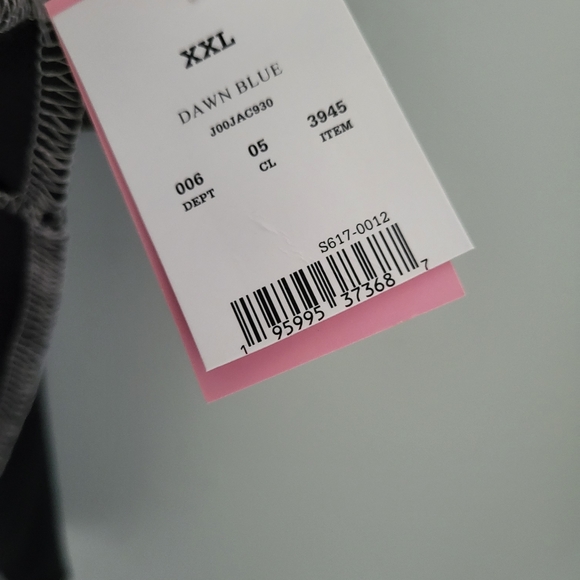 XXL
DAWN BLUE
J00JAC930
006 05 3945
DEPT CL ITEM
S617-0012
1 95995 37368 7